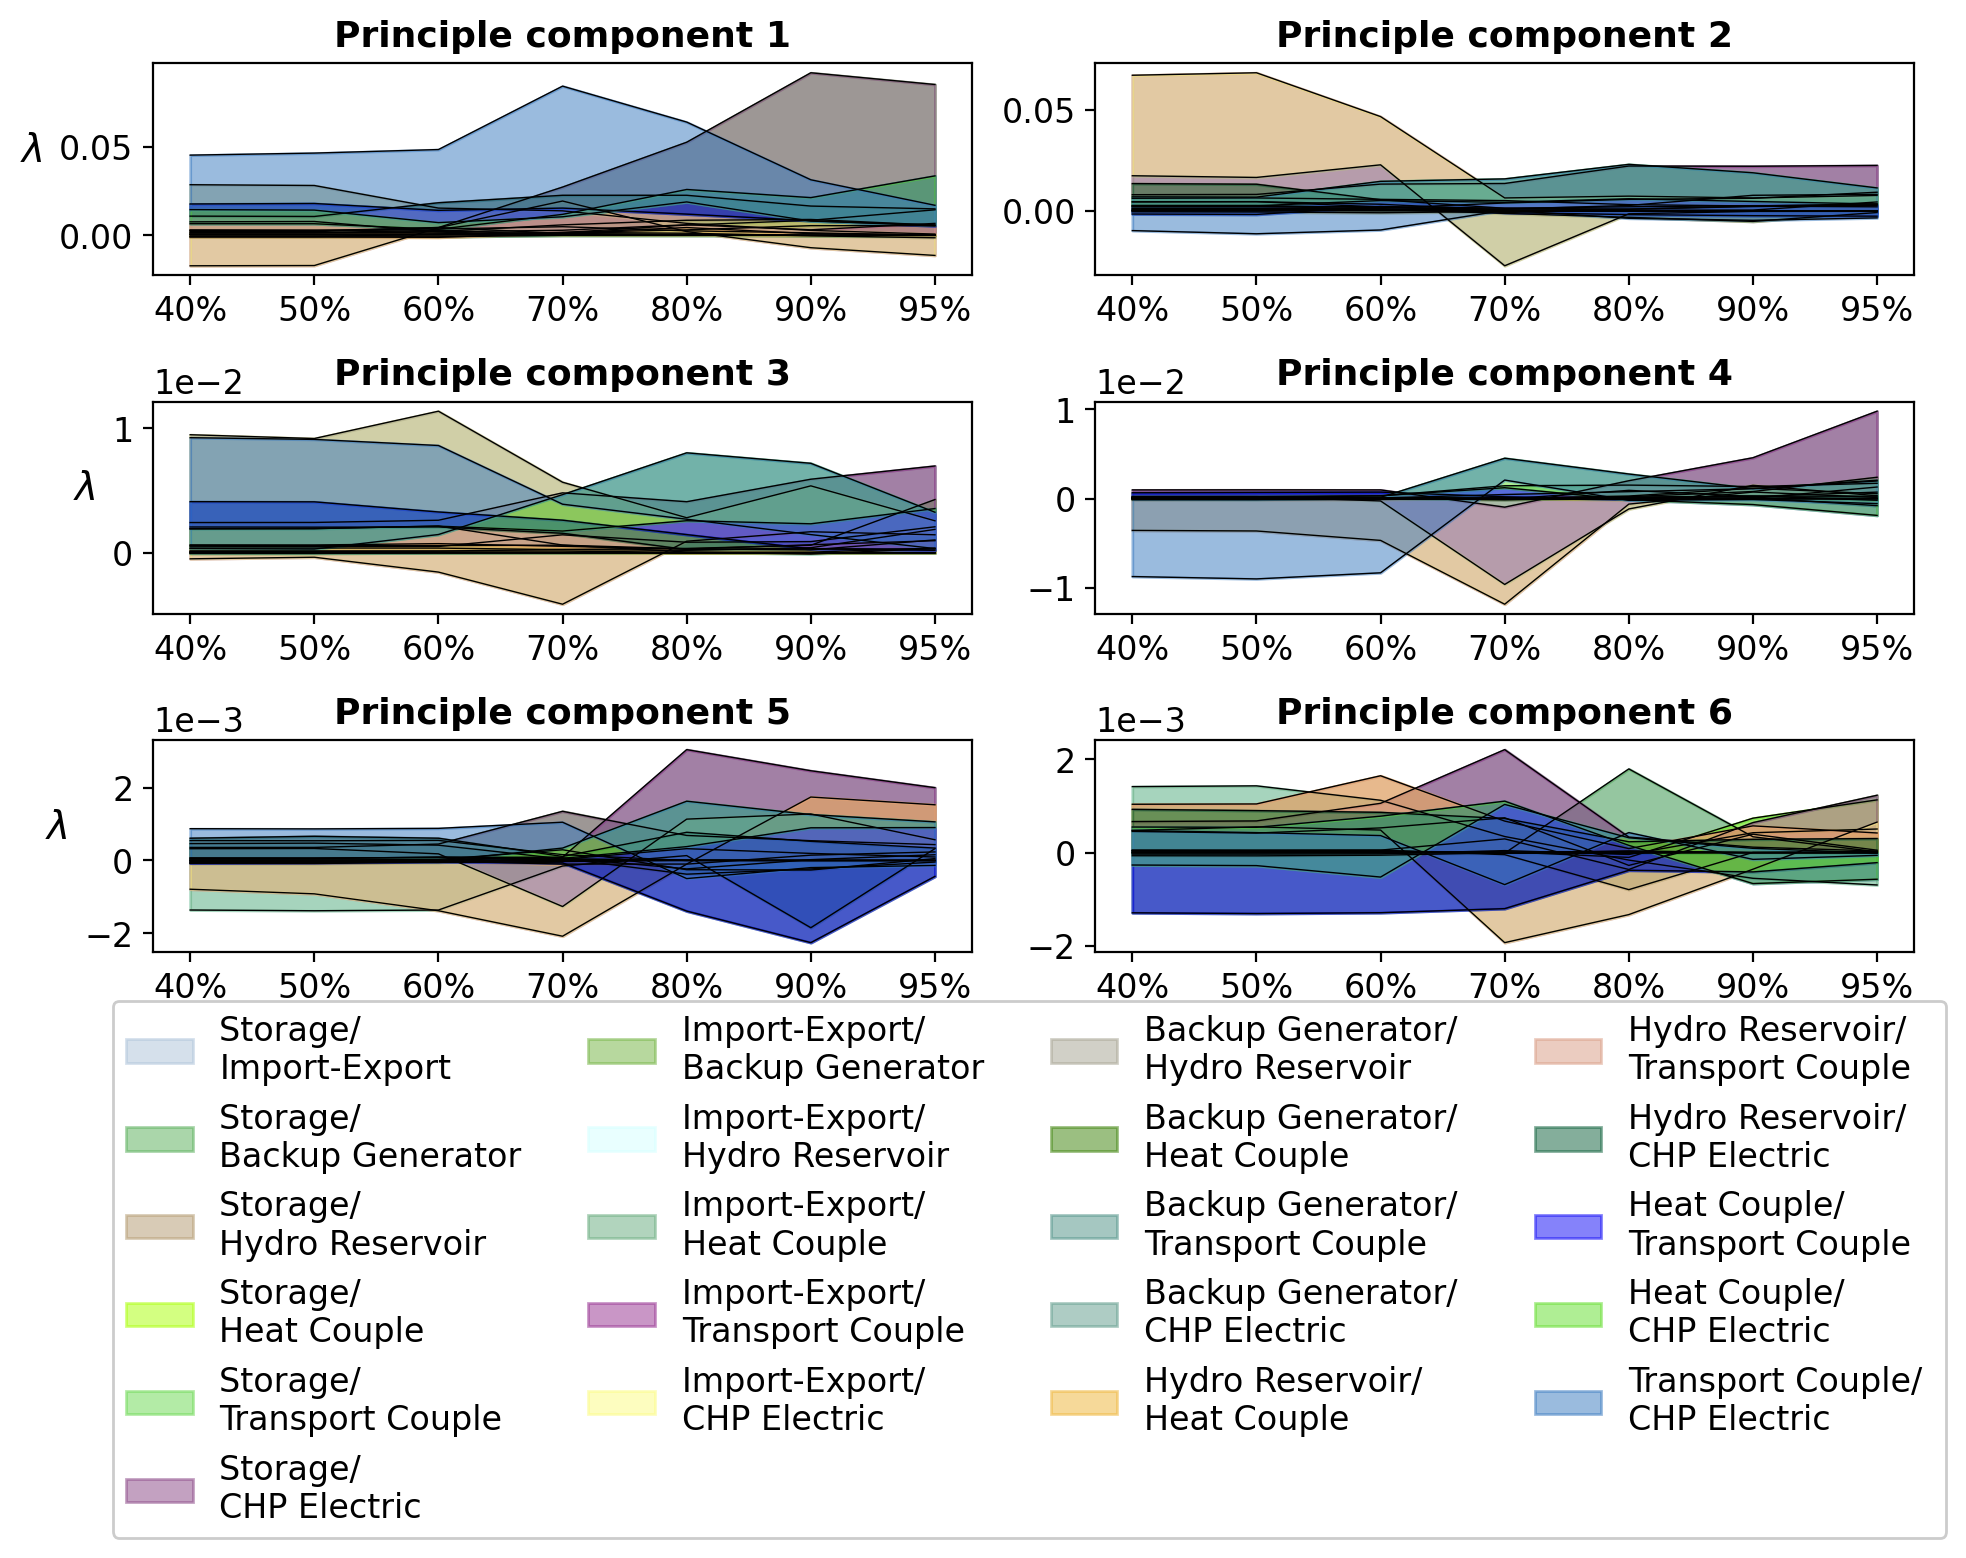 Principle component 1
Principle component 2
λ
0.05
0.00
40% 50% 60% 70% 80% 90% 95%
0.05
0.00
40% 50% 60% 70% 80% 90% 95%
Principle component 3
1e−2
λ
1
0
40% 50% 60% 70% 80% 90% 95%
Principle component 4
1e−2
1
0
−1
40% 50% 60% 70% 80% 90% 95%
Principle component 5
1e−3
λ
2
0
−2
40% 50% 60% 70% 80% 90% 95%
Principle component 6
1e−3
2
0
−2
40% 50% 60% 70% 80% 90% 95%
Storage/
Import-Export
Storage/
Backup Generator
Storage/
Hydro Reservoir
Storage/
Heat Couple
Storage/
Transport Couple
Storage/
CHP Electric
Import-Export/
Backup Generator
Import-Export/
Hydro Reservoir
Import-Export/
Heat Couple
Import-Export/
Transport Couple
Import-Export/
CHP Electric
Backup Generator/
Hydro Reservoir
Backup Generator/
Heat Couple
Backup Generator/
Transport Couple
Backup Generator/
CHP Electric
Hydro Reservoir/
Heat Couple
Hydro Reservoir/
Transport Couple
Hydro Reservoir/
CHP Electric
Heat Couple/
Transport Couple
Heat Couple/
CHP Electric
Transport Couple/
CHP Electric